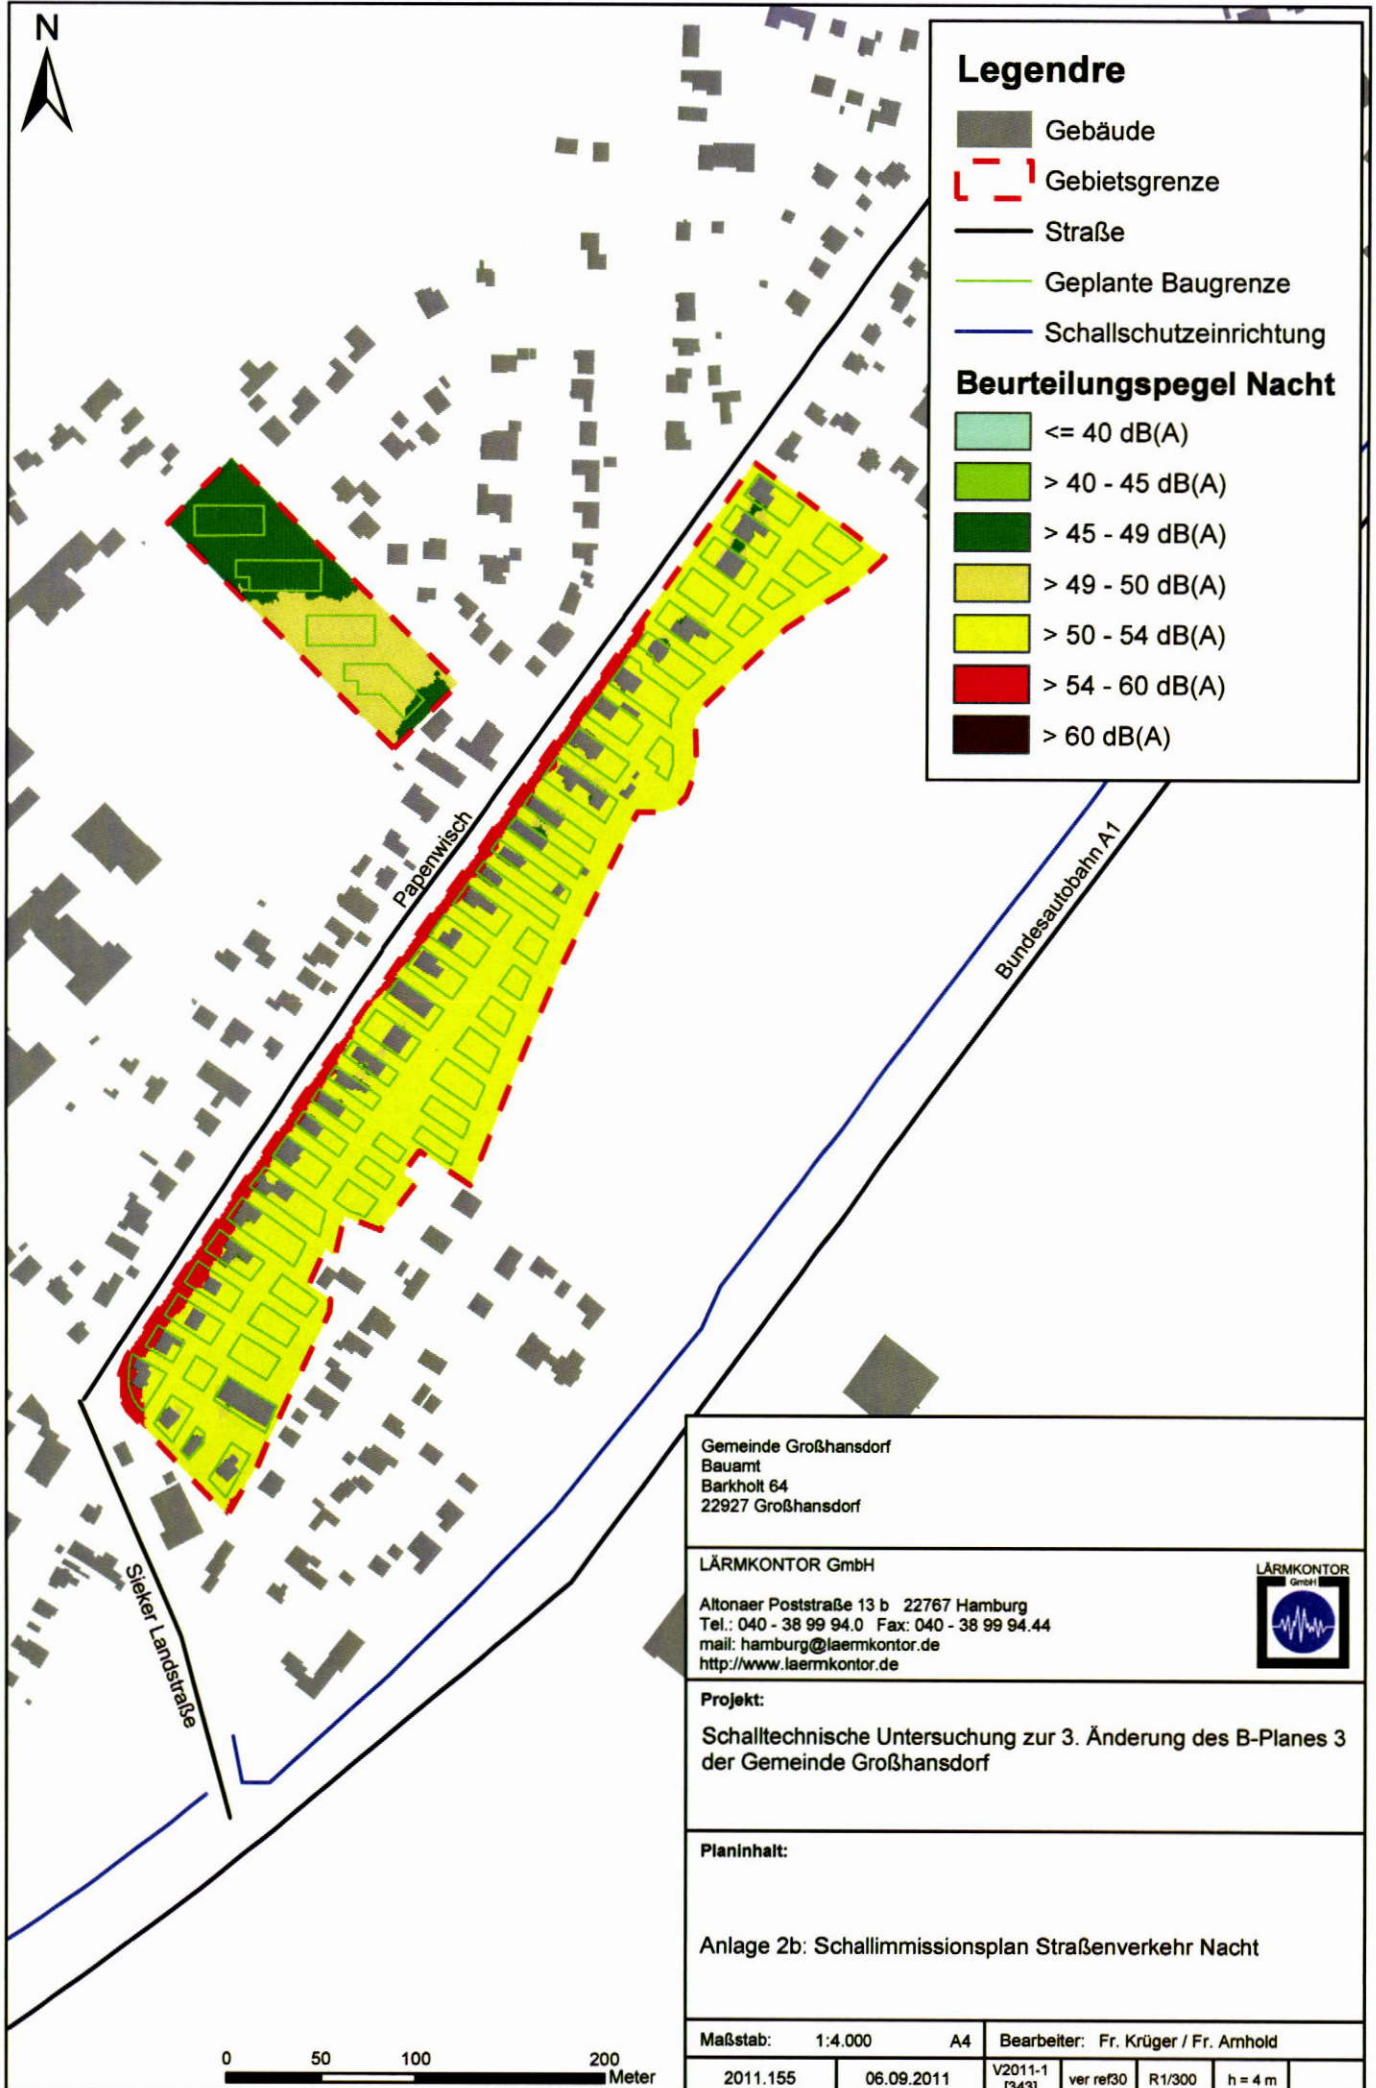 N
Legendre
Gebäude
Gebietsgrenze
Straße
Geplante Baugrenze
Schallschutzeinrichtung
Beurteilungspegel Nacht
<= 40 dB(A)
> 40 - 45 dB(A)
> 45 - 49 dB(A)
> 49 - 50 dB(A)
> 50 - 54 dB(A)
> 54 - 60 dB(A)
> 60 dB(A)
Papenwisch
Bundesautobahn A1
Sieker Landstraße
Gemeinde Großhansdorf
Bauamt
Barkholt 64
22927 Großhansdorf
LÄRMKONTOR GmbH
Altonaer Poststraße 13 b 22767 Hamburg
Tel.: 040 - 38 99 94.0 Fax: 040 - 38 99 94.44
mail: hamburg@laermkontor.de
http://www.laermkontor.de
LÄRMKONTOR
GmbH
Projekt:
Schalltechnische Untersuchung zur 3. Änderung des B-Planes 3
der Gemeinde Großhansdorf
Planinhalt:
Anlage 2b: Schallimmissionsplan Straßenverkehr Nacht
Maßstab: 1:4.000 A4 Bearbeiter: Fr. Krüger / Fr. Arnhold
2011.155 06.09.2011 V2011-1 [343] ver ref30 R1/300 h = 4 m
0 50 100 200 Meter